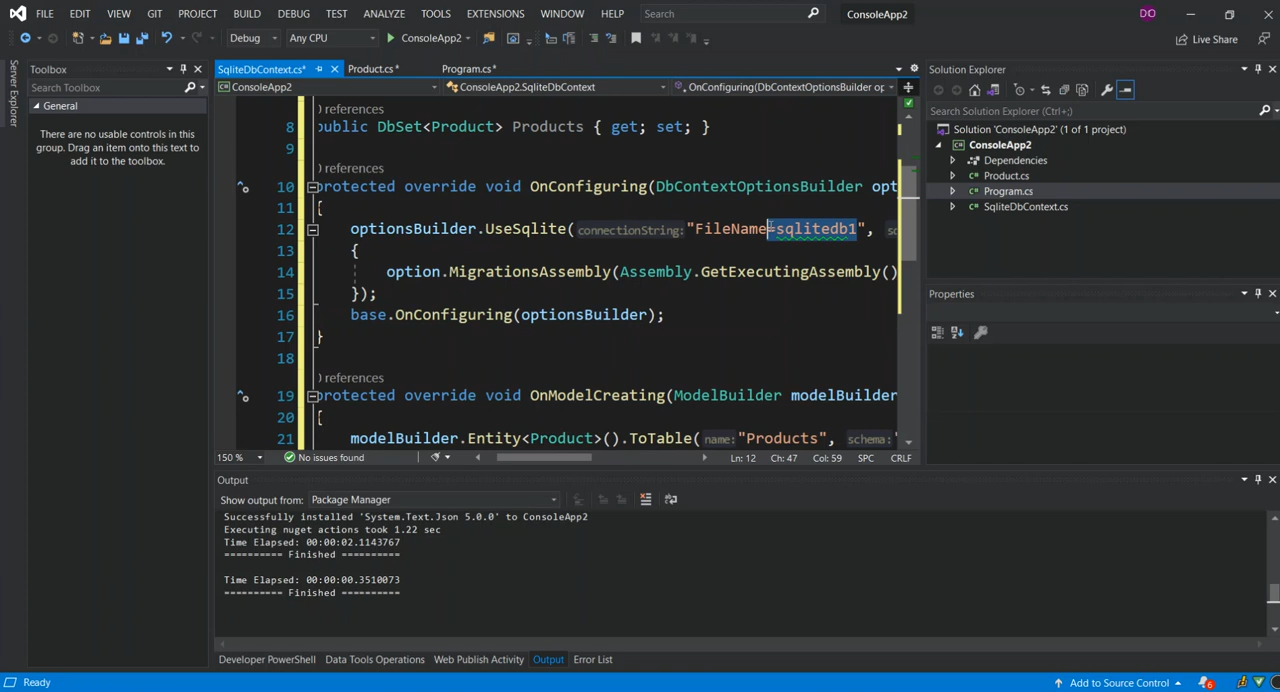 FILE EDIT VIEW GIT PROJECT BUILD DEBUG TEST ANALYZE TOOLS EXTENSIONS WINDOW HELP Search ConsoleApp2 DO
Debug Any CPU ConsoleApp2 Live Share
Server Explorer
Toolbox
Search Toolbox
General
There are no usable controls in this
group. Drag an item onto this text to
add it to the toolbox.
SqliteDbContext.cs* Product.cs* Program.cs*
ConsoleApp2 ConsoleApp2.SqliteDbContext OnConfiguring(DbContextOptionsBuilder op
references
8 public DbSet<Product> Products { get; set; }
9
references
10 protected override void OnConfiguring(DbContextOptionsBuilder opt
11 {
12 optionsBuilder.UseSqlite(connectionString: "FileName=sqlitedb1",
13 {
14 option.MigrationsAssembly(Assembly.GetExecutingAssembly()
15 });
16 base.OnConfiguring(optionsBuilder);
17 }
18
references
19 protected override void OnModelCreating(ModelBuilder modelBuilder
20 {
21 modelBuilder.Entity<Product>().ToTable(name: "Products", schema: "
150 % No issues found Ln: 12 Ch: 47 Col: 59 SPC CRLF
Solution Explorer
Search Solution Explorer (Ctrl+;)
Solution 'ConsoleApp2' (1 of 1 project)
ConsoleApp2
Dependencies
Product.cs
Program.cs
SqliteDbContext.cs
Properties
Output
Show output from: Package Manager
Successfully installed 'System.Text.Json 5.0.0' to ConsoleApp2
Executing nuget actions took 1.22 sec
Time Elapsed: 00:00:02.1143767
========== Finished ==========
Time Elapsed: 00:00:00.3510073
========== Finished ==========
Developer PowerShell Data Tools Operations Web Publish Activity Output Error List
Ready Add to Source Control 6